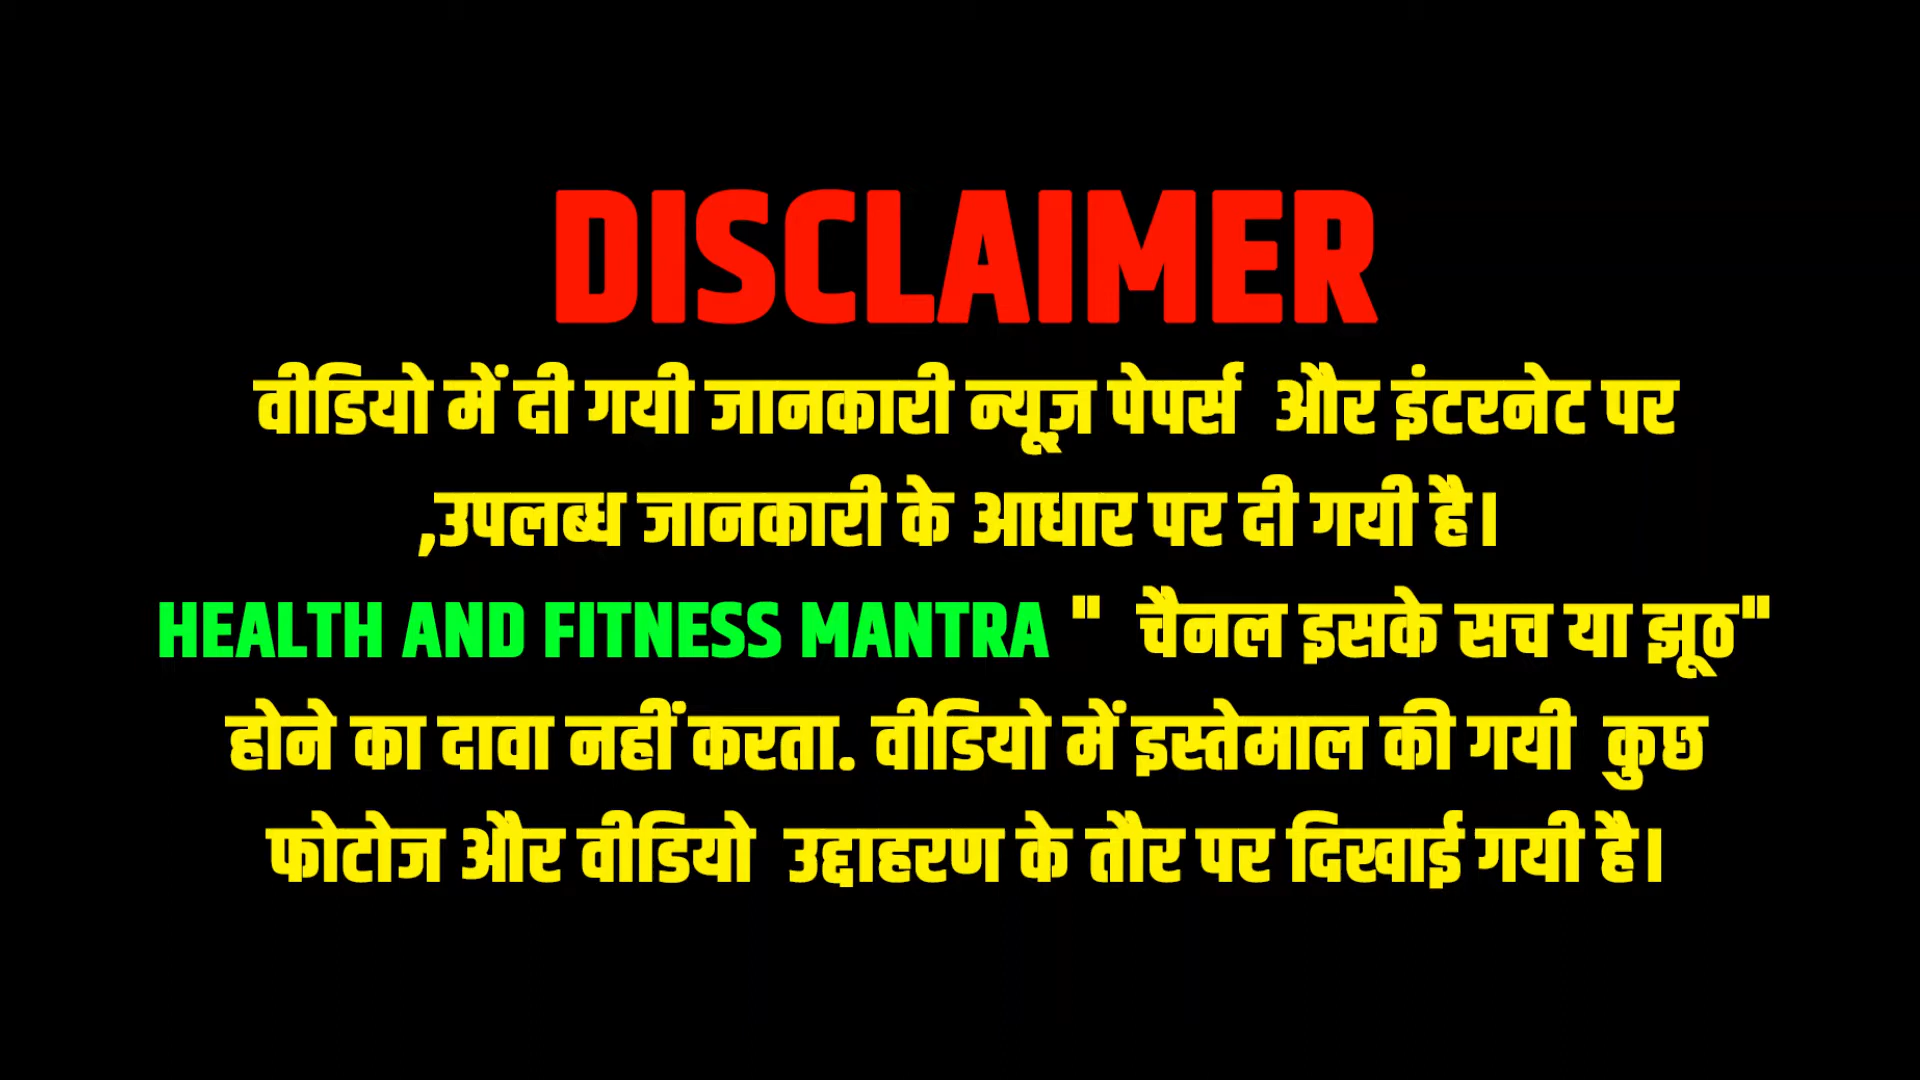 DISCLAIMER
वीडियो में दी गयी जानकारी न्यूज़ पेपर्स और इंटरनेट पर
,उपलब्ध जानकारी के आधार पर दी गयी है।
HEALTH AND FITNESS MANTRA " चैनल इसके सच या झूठ"
होने का दावा नहीं करता. वीडियो में इस्तेमाल की गयी कुछ
फोटोज और वीडियो उद्दाहरण के तौर पर दिखाई गयी है।